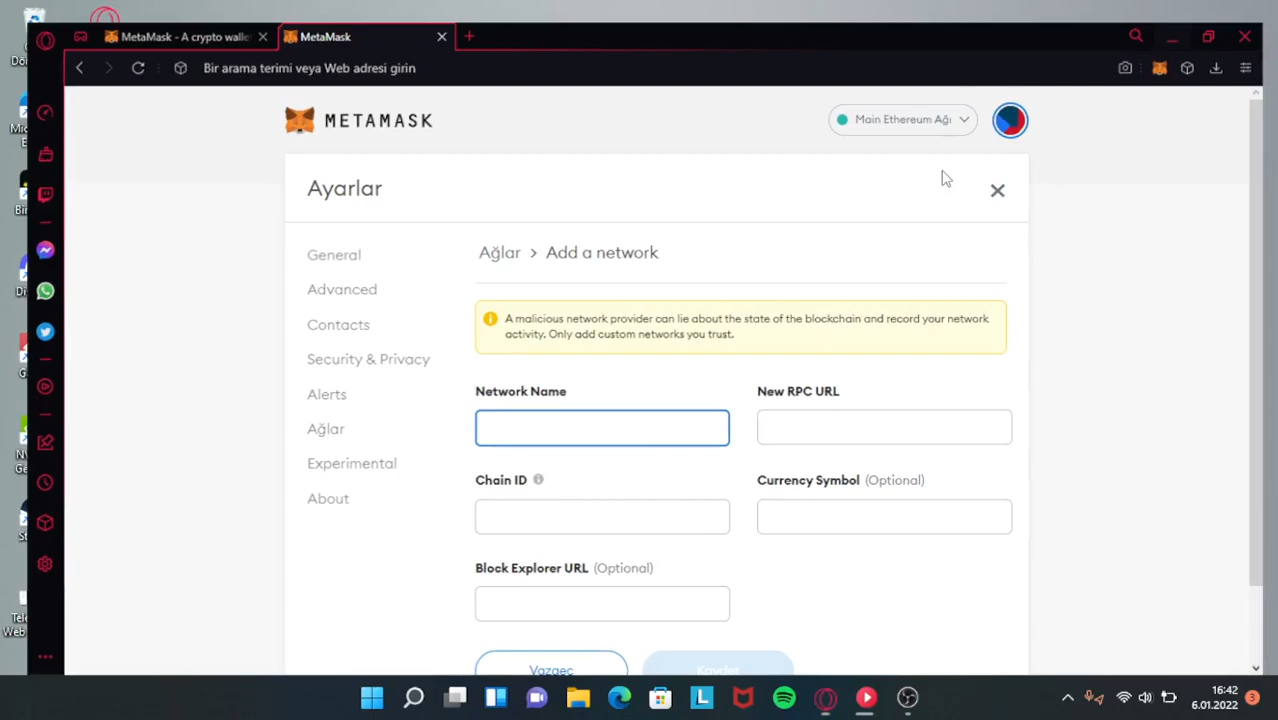 MetaMask - A crypto walle
MetaMask
Bir arama terimi veya Web adresi girin
METAMASK
Main Ethereum Ağı
Ayarlar
General
Advanced
Contacts
Security & Privacy
Alerts
Ağlar
Experimental
About
Ağlar > Add a network
A malicious network provider can lie about the state of the blockchain and record your network
activity. Only add custom networks you trust.
Network Name
New RPC URL
Chain ID
Currency Symbol (Optional)
Block Explorer URL (Optional)
Vazgeç
Kaydet
16:42
6.01.2022
3